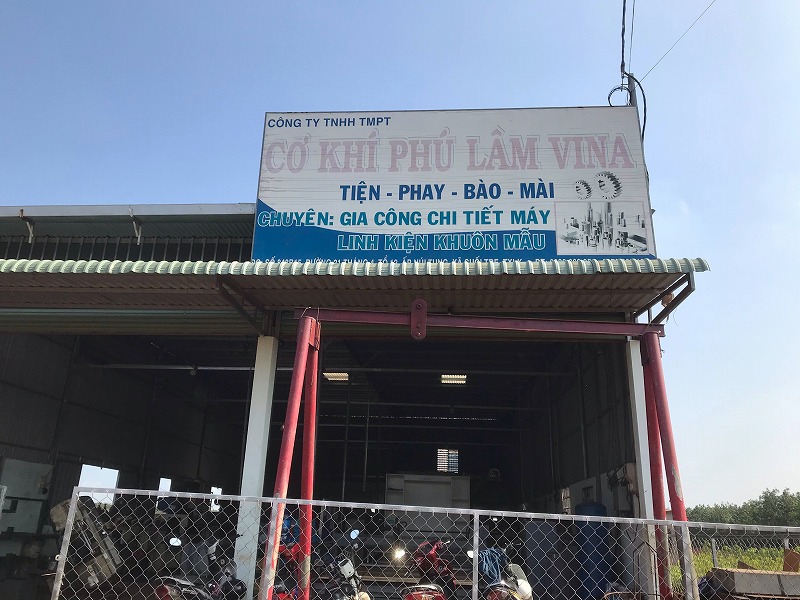 CÔNG TY TNHH TMPT
CƠ KHÍ PHÚ LÂM VINA
TIỆN - PHAY - BÀO - MÀI
CHUYÊN: GIA CÔNG CHI TIẾT MÁY
LINH KIỆN KHUÔN MẪU